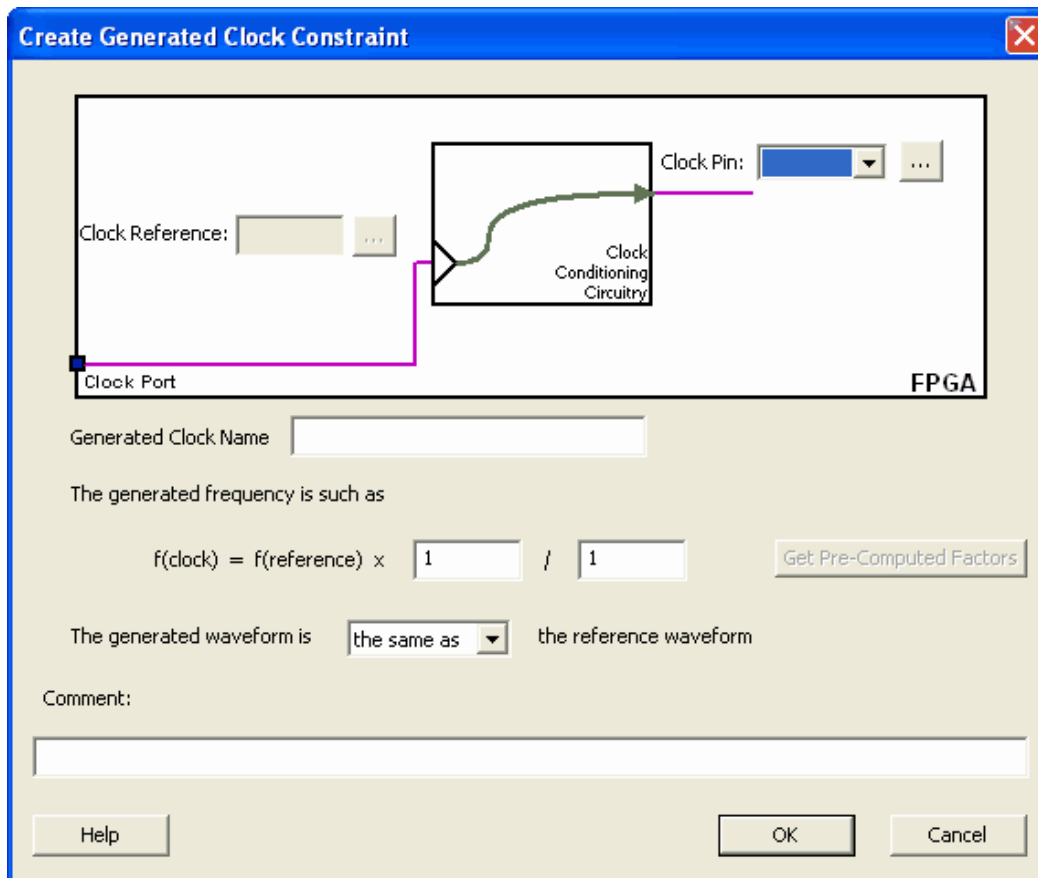 Create Generated Clock Constraint
Clock Pin:
...
Clock Reference:
...
Clock
Conditioning
Circuitry
Clock Port
FPGA
Generated Clock Name
The generated frequency is such as
f(clock) = f(reference) x 1 / 1 Get Pre-Computed Factors
The generated waveform is the same as the reference waveform
Comment:
Help OK Cancel